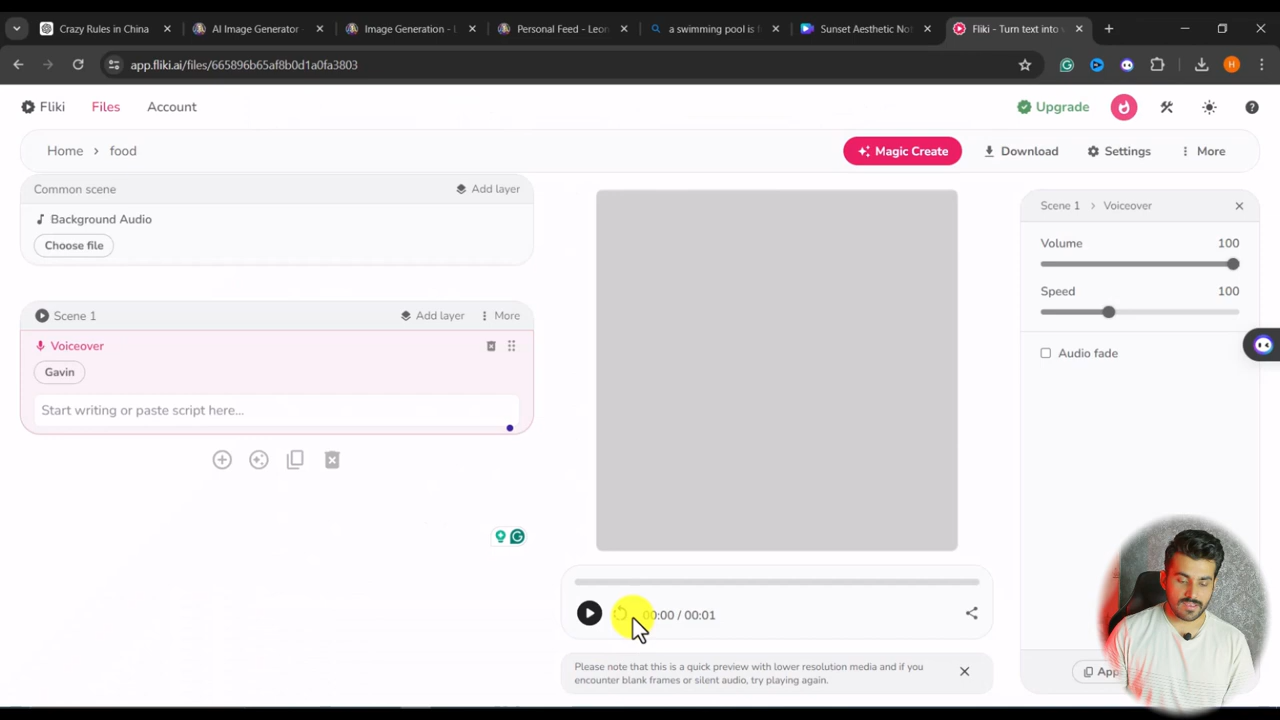 Crazy Rules in China
AI Image Generator
Image Generation - L
Personal Feed - Leon
a swimming pool is f
Sunset Aesthetic No
Fliki - Turn text into v
app.fliki.ai/files/665896b65af8b0d1a0fe3803
H
Fliki
Files
Account
Upgrade
Home > food
Magic Create
Download
Settings
More
Common scene
Add layer
Background Audio
Choose file
Scene 1
Add layer
More
Voiceover
Gavin
Start writing or paste script here...
00:00 / 00:01
Please note that this is a quick preview with lower resolution media and if you
encounter blank frames or silent audio, try playing again.
Scene 1 > Voiceover
Volume 100
Speed 100
Audio fade
App